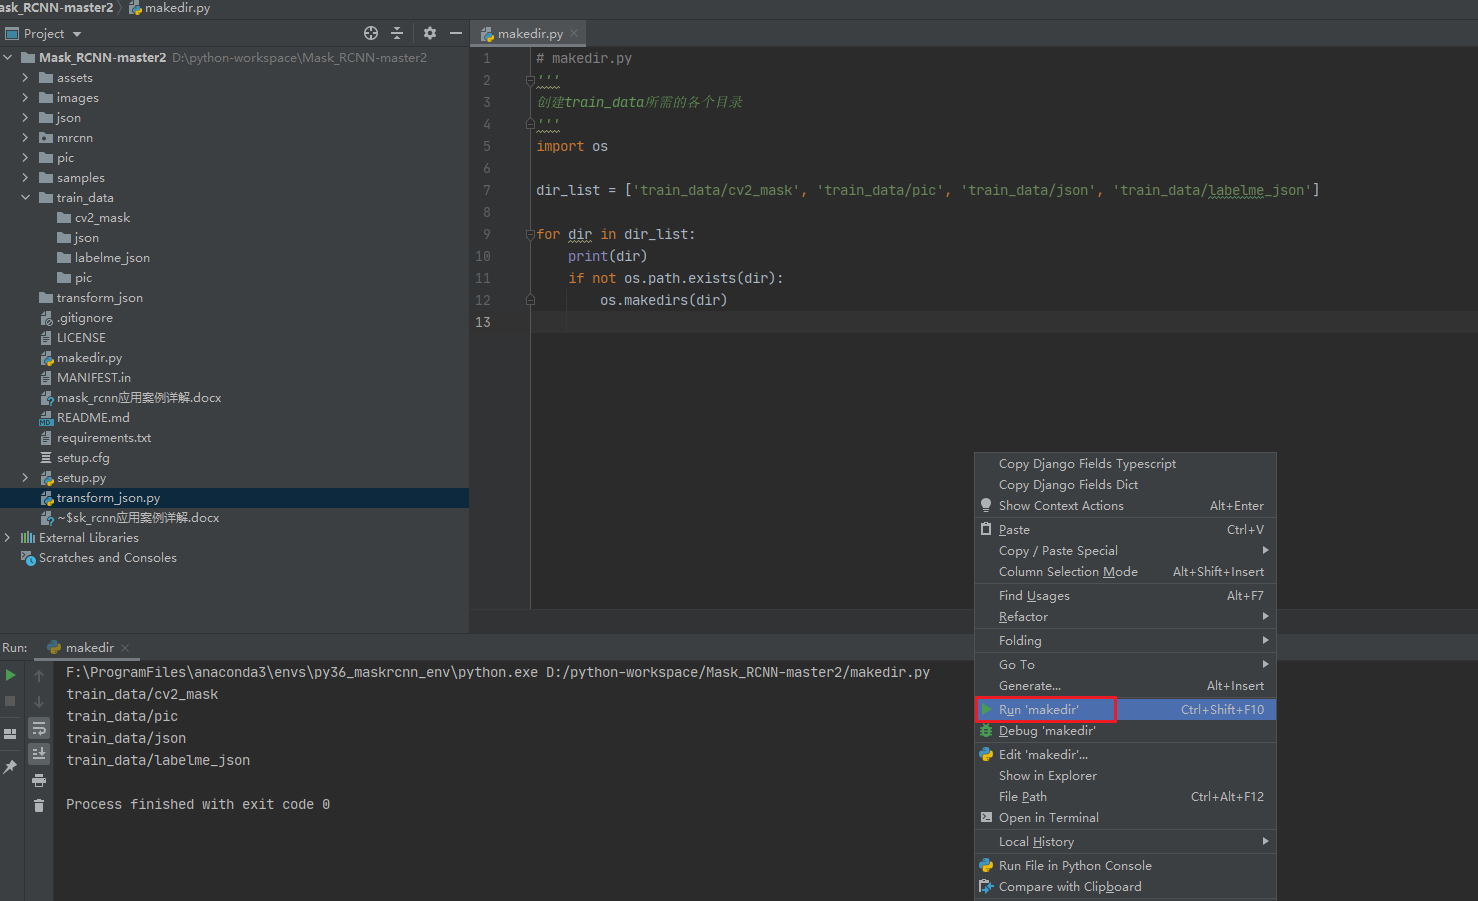 ask_RCNN-master2 makedir.py
Project
Mask_RCNN-master2 D:\python-workspace\Mask_RCNN-master2
assets
images
json
mrcnn
pic
samples
train_data
cv2_mask
json
labelme_json
pic
transform_json
.gitignore
LICENSE
makedir.py
MANIFEST.in
mask_rcnn应用案例详解.docx
README.md
requirements.txt
setup.cfg
setup.py
transform_json.py
~$sk_rcnn应用案例详解.docx
External Libraries
Scratches and Consoles
makedir.py
1 # makedir.py
2 '''
3 创建train_data所需的各个目录
4 '''
5 import os
6
7 dir_list = ['train_data/cv2_mask', 'train_data/pic', 'train_data/json', 'train_data/labelme_json']
8
9 for dir in dir_list:
10 print(dir)
11 if not os.path.exists(dir):
12 os.makedirs(dir)
13
Copy Django Fields Typescript
Copy Django Fields Dict
Show Context Actions Alt+Enter
Paste Ctrl+V
Copy / Paste Special
Column Selection Mode Alt+Shift+Insert
Find Usages Alt+F7
Refactor
Folding
Go To
Generate... Alt+Insert
Run 'makedir' Ctrl+Shift+F10
Debug 'makedir'
Edit 'makedir'...
Show in Explorer
File Path Ctrl+Alt+F12
Open in Terminal
Local History
Run File in Python Console
Compare with Clipboard
Run: makedir
F:\ProgramFiles\anaconda3\envs\py36_maskrcnn_env\python.exe D:/python-workspace/Mask_RCNN-master2/makedir.py
train_data/cv2_mask
train_data/pic
train_data/json
train_data/labelme_json
Process finished with exit code 0